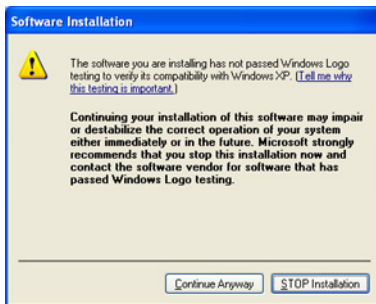 Software Installation
The software you are installing has not passed Windows Logo
testing to verify its compatibility with Windows XP. (Tell me why
this testing is important.)
Continuing your installation of this software may impair
or destabilize the correct operation of your system
either immediately or in the future. Microsoft strongly
recommends that you stop this installation now and
contact the software vendor for software that has
passed Windows Logo testing.
Continue Anyway
STOP Installation